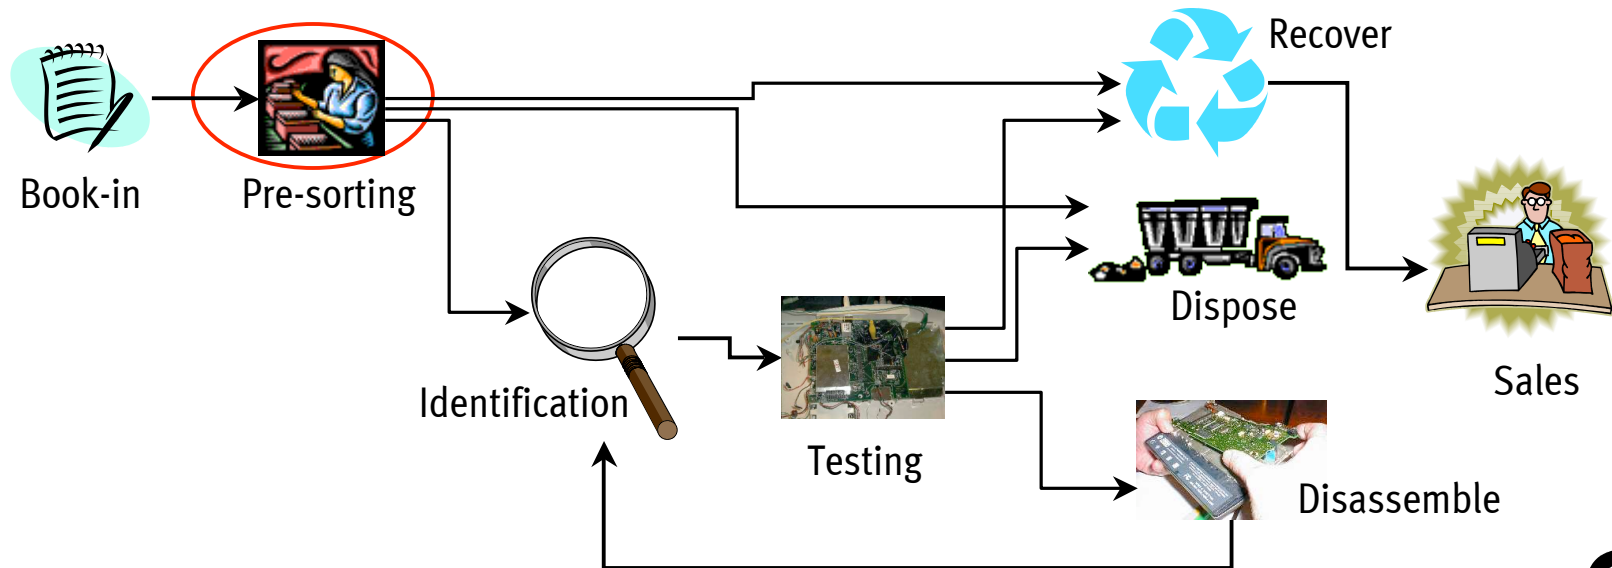 Recover
Book-in
Pre-sorting
Dispose
Identification
Sales
Testing
Disassemble